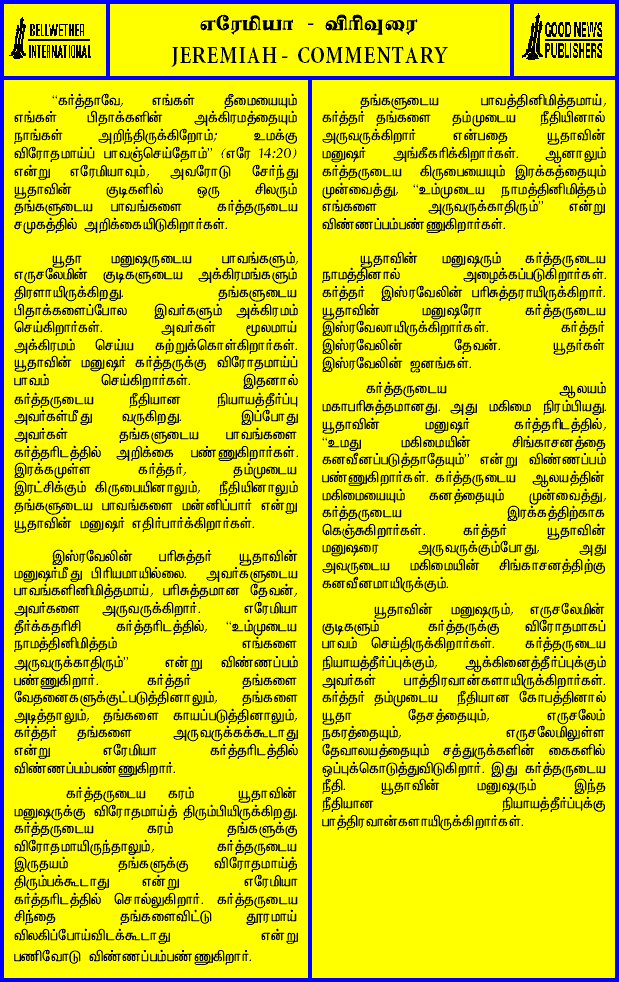 BELLWETHER
INTERNATIONAL
எரேமியா - விரிவுரை
JEREMIAH - COMMENTARY
GOOD NEWS
PUBLISHERS
"கர்த்தாவே, எங்கள் தீமையையும்
எங்கள் பிதாக்களின் அக்கிரமத்தையும்
நாங்கள் அறிந்திருக்கிறோம்; உமக்கு
விரோதமாய்ப் பாவஞ்செய்தோம்" (எரே 14:20)
என்று எரேமியாவும், அவரோடு சேர்ந்து
யூதாவின் குடிகளில் ஒரு சிலரும்
தங்களுடைய பாவங்களை கர்த்தருடைய
சமுகத்தில் அறிக்கையிடுகிறார்கள்.
யூதா மனுஷருடைய பாவங்களும்,
எருசலேமின் குடிகளுடைய அக்கிரமங்களும்
திரளாயிருக்கிறது. தங்களுடைய
பிதாக்களைப்போல இவர்களும் அக்கிரமம்
செய்கிறார்கள். அவர்கள் மூலமாய்
அக்கிரமம் செய்ய கற்றுக்கொள்கிறார்கள்.
யூதாவின் மனுஷர் கர்த்தருக்கு விரோதமாய்ப்
பாவம் செய்கிறார்கள். இதனால்
கர்த்தருடைய நீதியான நியாயத்தீர்ப்பு
அவர்கள்மீது வருகிறது. இப்போது
அவர்கள் தங்களுடைய பாவங்களை
கர்த்தரிடத்தில் அறிக்கை பண்ணுகிறார்கள்.
இரக்கமுள்ள கர்த்தர், தம்முடைய
இரட்சிக்கும் கிருபையினாலும், நீதியினாலும்
தங்களுடைய பாவங்களை மன்னிப்பார் என்று
யூதாவின் மனுஷர் எதிர்பார்க்கிறார்கள்.
இஸ்ரவேலின் பரிசுத்தர் யூதாவின்
மனுஷர்மீது பிரியமாயில்லை. அவர்களுடைய
பாவங்களினிமித்தமாய், பரிசுத்தமான தேவன்,
அவர்களை அருவருக்கிறார். எரேமியா
தீர்க்கதரிசி கர்த்தரிடத்தில், "உம்முடைய
நாமத்தினிமித்தம் எங்களை
அருவருக்காதிரும்" என்று விண்ணப்பம்
பண்ணுகிறார். கர்த்தர் தங்களை
வேதனைகளுக்குட்படுத்தினாலும், தங்களை
அடித்தாலும், தங்களை காயப்படுத்தினாலும்,
கர்த்தர் தங்களை அருவருக்கக்கூடாது
என்று எரேமியா கர்த்தரிடத்தில்
விண்ணப்பம்பண்ணுகிறார்.
கர்த்தருடைய கரம் யூதாவின்
மனுஷருக்கு விரோதமாய்த் திரும்பியிருக்கிறது.
கர்த்தருடைய கரம் தங்களுக்கு
விரோதமாயிருந்தாலும், கர்த்தருடைய
இருதயம் தங்களுக்கு விரோதமாய்த்
திரும்பக்கூடாது என்று எரேமியா
கர்த்தரிடத்தில் சொல்லுகிறார். கர்த்தருடைய
சிந்தை தங்களைவிட்டு தூரமாய்
விலகிப்போய்விடக்கூடாது என்று
பணிவோடு விண்ணப்பம்பண்ணுகிறார்.
தங்களுடைய பாவத்தினிமித்தமாய்,
கர்த்தர் தங்களை தம்முடைய நீதியினால்
அருவருக்கிறார் என்பதை யூதாவின்
மனுஷர் அங்கீகரிக்கிறார்கள். ஆனாலும்
கர்த்தருடைய கிருபையையும் இரக்கத்தையும்
முன்வைத்து, "உம்முடைய நாமத்தினிமித்தம்
எங்களை அருவருக்காதிரும்" என்று
விண்ணப்பம்பண்ணுகிறார்கள்.
யூதாவின் மனுஷரும் கர்த்தருடைய
நாமத்தினால் அழைக்கப்படுகிறார்கள்.
கர்த்தர் இஸ்ரவேலின் பரிசுத்தராயிருக்கிறார்.
யூதாவின் மனுஷரோ கர்த்தருடைய
இஸ்ரவேலாயிருக்கிறார்கள். கர்த்தர்
இஸ்ரவேலின் தேவன். யூதர்கள்
இஸ்ரவேலின் ஜனங்கள்.
கர்த்தருடைய ஆலயம்
மகாபரிசுத்தமானது. அது மகிமை நிரம்பியது.
யூதாவின் மனுஷர் கர்த்தரிடத்தில்,
"உமது மகிமையின் சிங்காசனத்தை
கனவீனப்படுத்தாதேயும்" என்று விண்ணப்பம்
பண்ணுகிறார்கள். கர்த்தருடைய ஆலயத்தின்
மகிமையையும் கனத்தையும் முன்வைத்து,
கர்த்தருடைய இரக்கத்திற்காக
கெஞ்சுகிறார்கள். கர்த்தர் யூதாவின்
மனுஷரை அருவருக்கும்போது, அது
அவருடைய மகிமையின் சிங்காசனத்திற்கு
கனவீனமாயிருக்கும்.
யூதாவின் மனுஷரும், எருசலேமின்
குடிகளும் கர்த்தருக்கு விரோதமாகப்
பாவம் செய்திருக்கிறார்கள். கர்த்தருடைய
நியாயத்தீர்ப்புக்கும், ஆக்கினைத்தீர்ப்புக்கும்
அவர்கள் பாத்திரவான்களாயிருக்கிறார்கள்.
கர்த்தர் தம்முடைய நீதியான கோபத்தினால்
யூதா தேசத்தையும், எருசலேம்
நகரத்தையும், எருசலேமிலுள்ள
தேவாலயத்தையும் சத்துருக்களின் கைகளில்
ஒப்புக்கொடுத்துவிடுகிறார். இது கர்த்தருடைய
நீதி. யூதாவின் மனுஷரும் இந்த
நீதியான நியாயத்தீர்ப்புக்கு
பாத்திரவான்களாயிருக்கிறார்கள்.